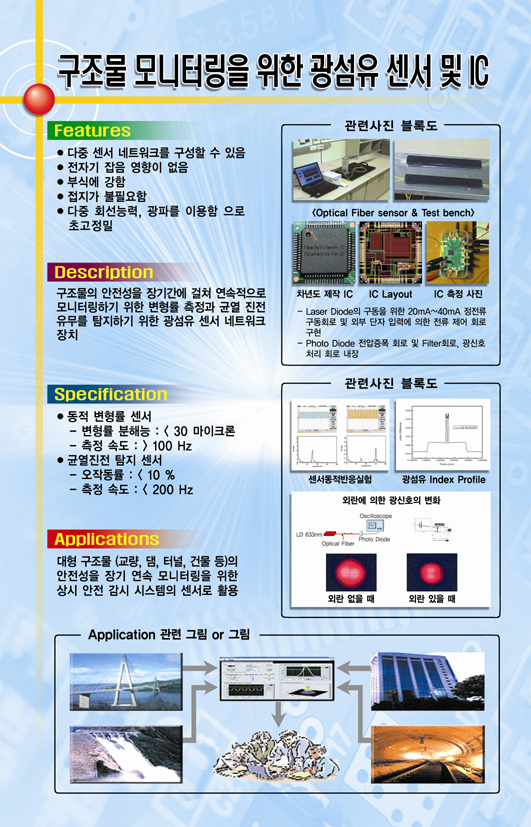 구조물 모니터링을 위한 광섬유 센서 및 IC
Features
● 다중 센서 네트워크를 구성할 수 있음
● 전자기 잡음 영향이 없음
● 부식에 강함
● 접지가 불필요함
● 다중 회선능력, 광파를 이용함 으로
초고정밀
Description
구조물의 안전성을 장기간에 걸쳐 연속적으로
모니터링하기 위한 변형률 측정과 균열 진전
유무를 탐지하기 위한 광섬유 센서 네트워크
장치
Specification
● 동적 변형률 센서
- 변형률 분해능 : < 30 마이크론
- 측정 속도 : > 100 Hz
● 균열진전 탐지 센서
- 오작동률 : < 10 %
- 측정 속도 : < 200 Hz
Applications
대형 구조물 (교량, 댐, 터널, 건물 등)의
안전성을 장기 연속 모니터링을 위한
상시 안전 감시 시스템의 센서로 활용
관련사진 블록도
<Optical Fiber sensor & Test bench>
차년도 제작 IC
IC Layout
IC 측정 사진
- Laser Diode의 구동을 위한 20mA~40mA 정전류
구동회로 및 외부 단자 입력에 의한 전류 제어 회로
구현
- Photo Diode 전압증폭 회로 및 Filter회로, 광신호
처리 회로 내장
관련사진 블록도
센서동적반응실험
광섬유 Index Profile
외란에 의한 광신호의 변화
Oscilloscope
LD 633nm
Optical Fiber
Photo Diode
외란 없을 때
외란 있을 때
Application 관련 그림 or 그림